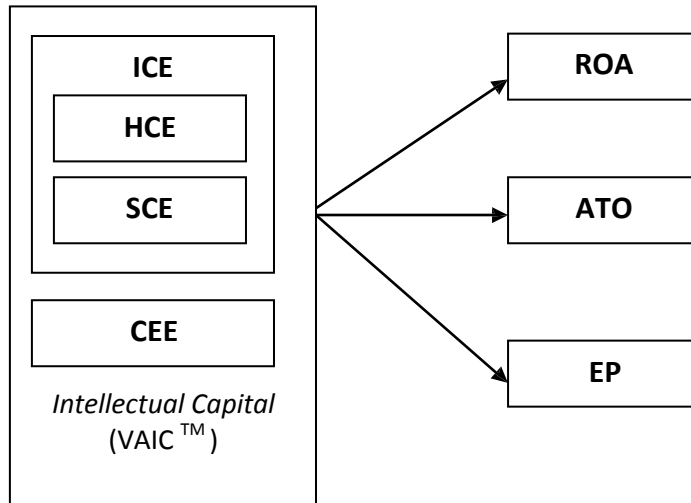 ICE
HCE
SCE
CEE
Intellectual Capital
(VAIC TM)
ROA
ATO
EP